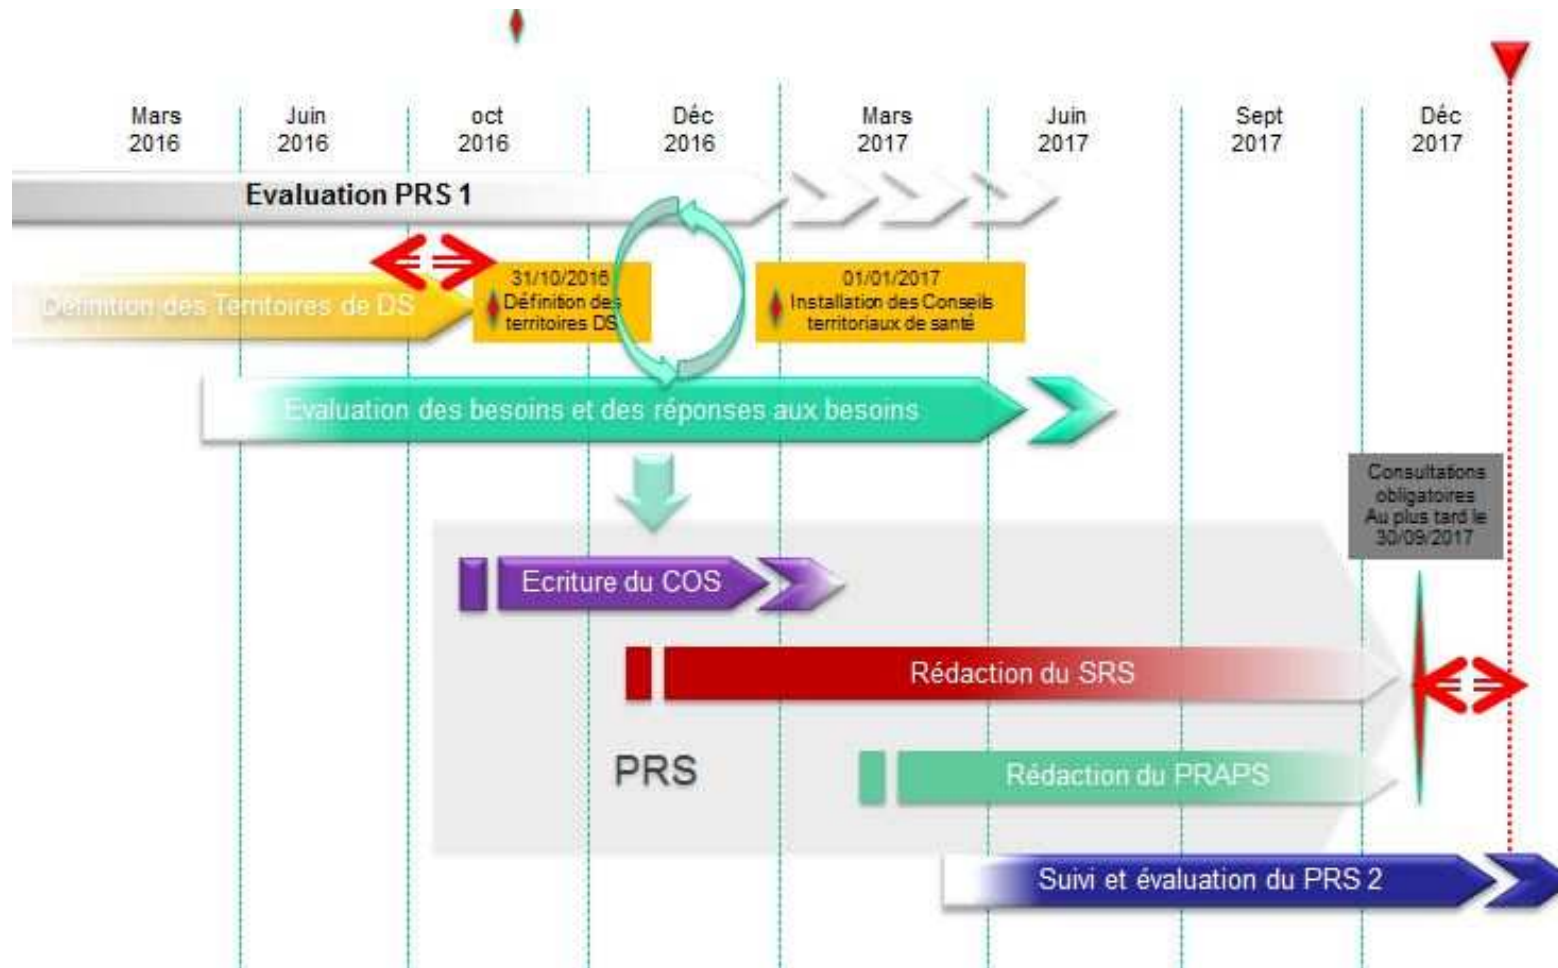 Mars
2016
Juin
2016
oct
2016
Déc
2016
Mars
2017
Juin
2017
Sept
2017
Déc
2017
Evaluation PRS 1
Définition des Territoires de DS
31/10/2016
Définition des
territoires DS
01/01/2017
Installation des Conseils
territoriaux de santé
Evaluation des besoins et des réponses aux besoins
Consultations
obligatoires
Au plus tard le
30/09/2017
Ecriture du COS
Rédaction du SRS
PRS
Rédaction du PRAPS
Suivi et évaluation du PRS 2